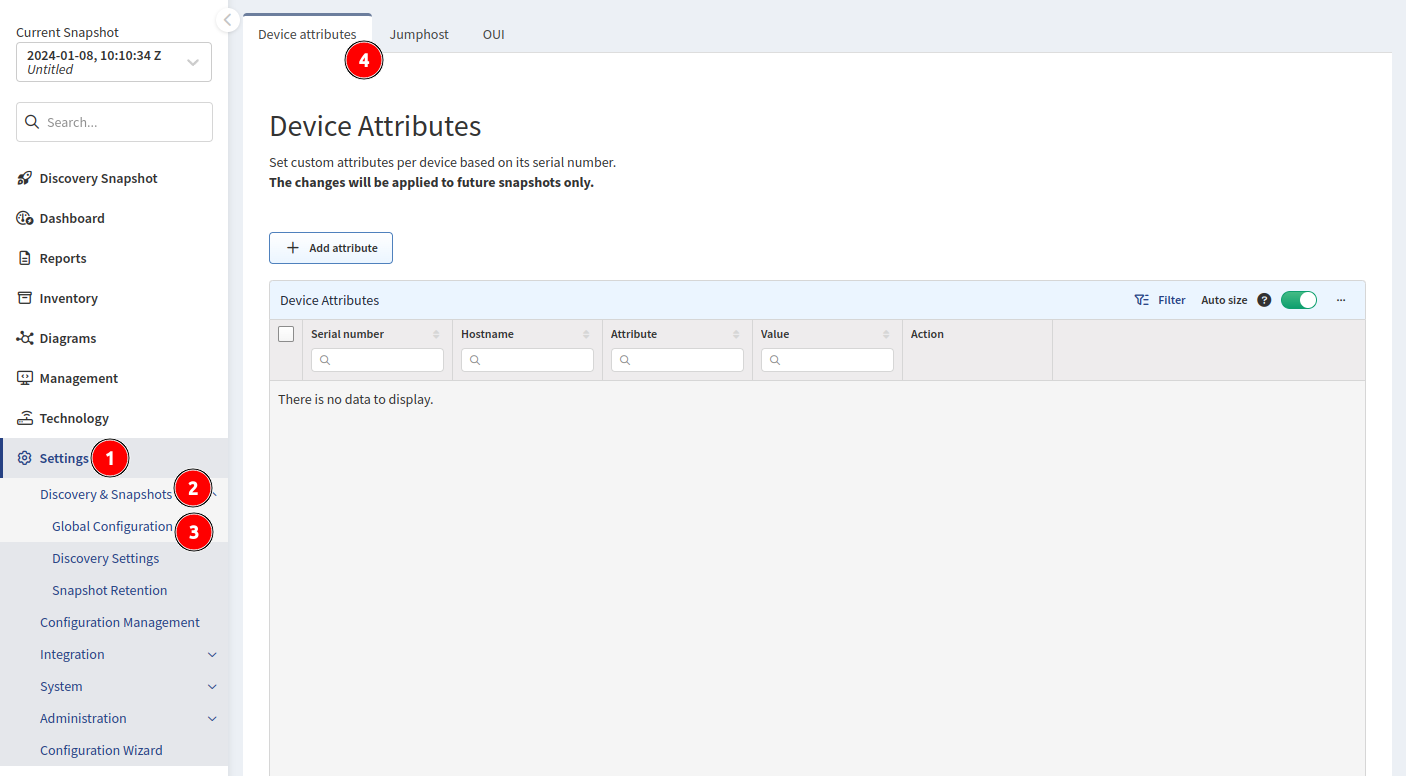 Current Snapshot
2024-01-08, 10:10:34 Z
Untitled
Search...
Discovery Snapshot
Dashboard
Reports
Inventory
Diagrams
Management
Technology
Settings 1
Discovery & Snapshots 2
Global Configuration 3
Discovery Settings
Snapshot Retention
Configuration Management
Integration
System
Administration
Configuration Wizard
Device attributes Jumphost OUI
4
Device Attributes
Set custom attributes per device based on its serial number.
The changes will be applied to future snapshots only.
+ Add attribute
Device Attributes Filter Auto size ? ...
Serial number Hostname Attribute Value Action
There is no data to display.